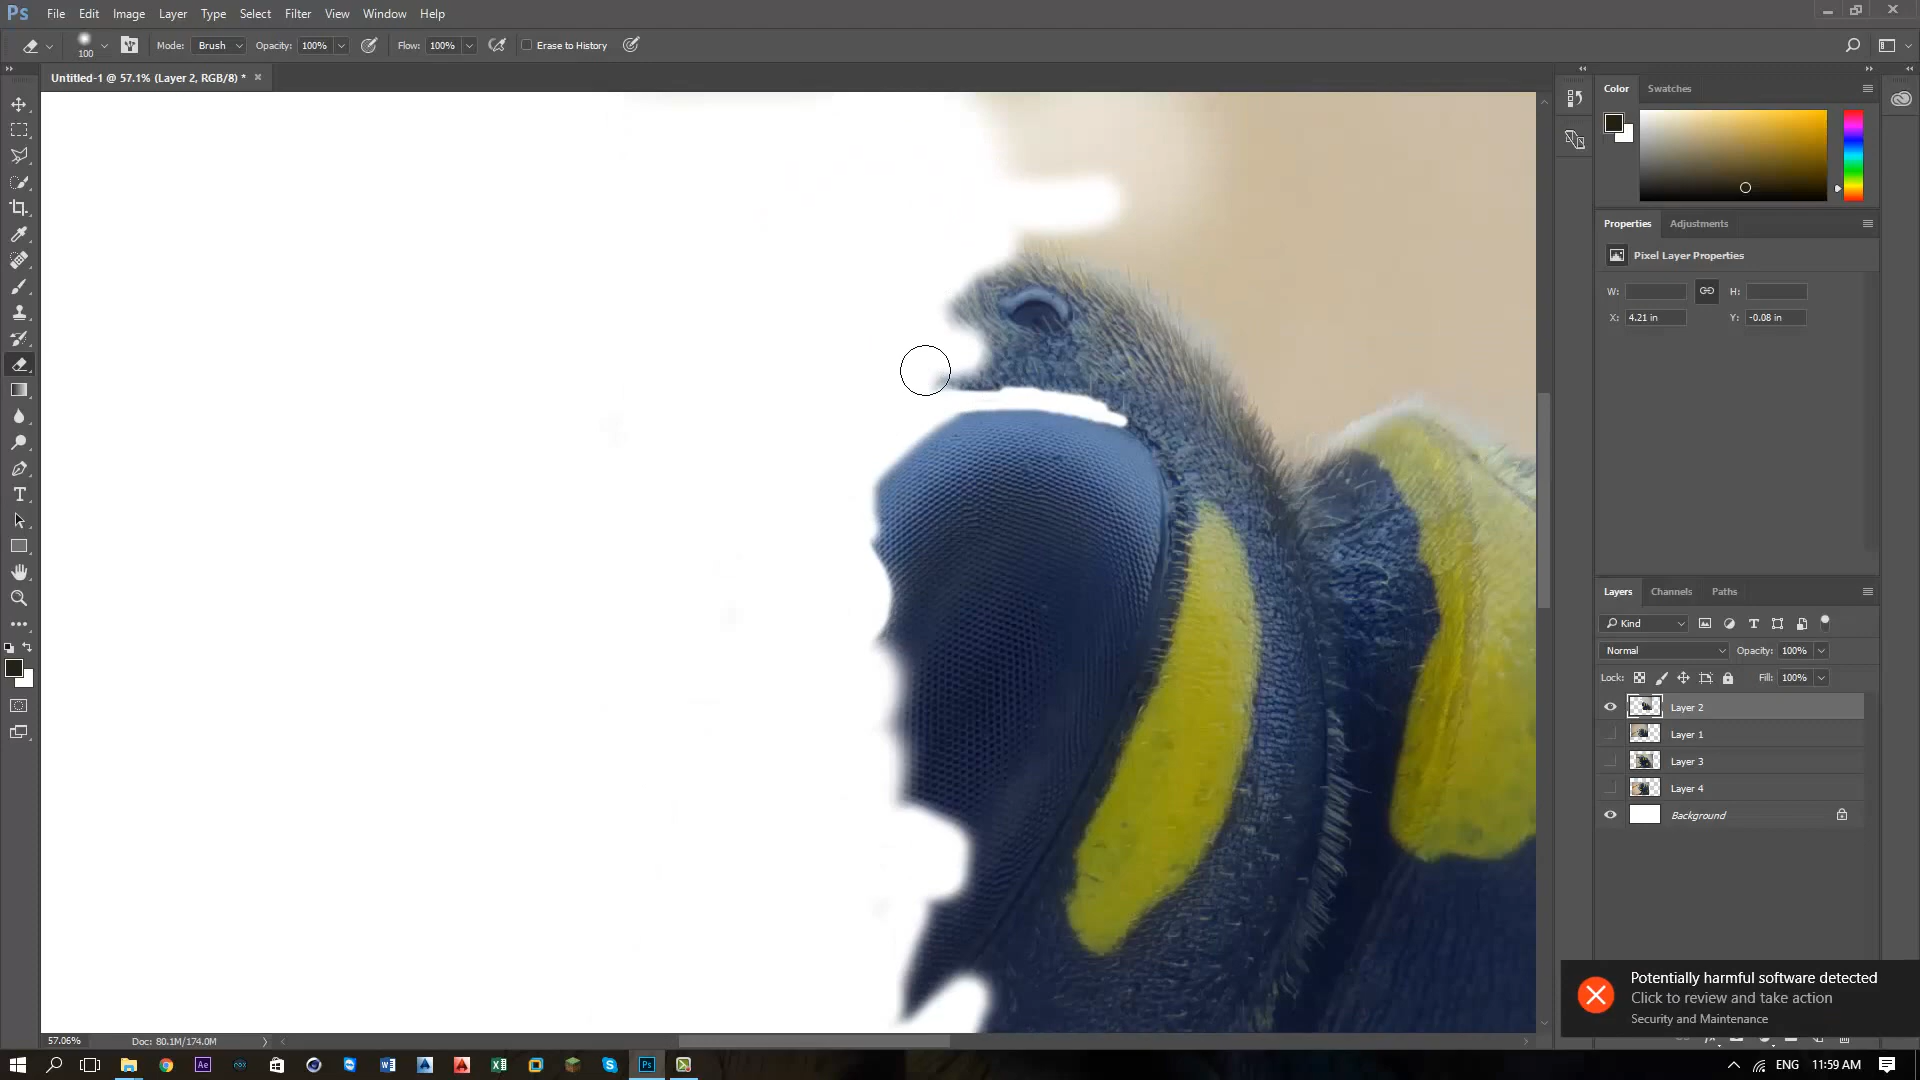 Ps File Edit Image Layer Type Select Filter View Window Help
100 Mode: Brush Opacity: 100% Flow: 100% Erase to History
Untitled-1 @ 57.1% (Layer 2, RGB/8) *
Color Swatches
Properties Adjustments
Pixel Layer Properties
W: H:
X: 4.21 in Y: -0.08 in
Layers Channels Paths
Kind
Normal Opacity: 100%
Lock: Fill: 100%
Layer 2
Layer 1
Layer 3
Layer 4
Background
Potentially harmful software detected
Click to review and take action
Security and Maintenance
57.06% Doc: 80.1M/174.0M
Ae Ps ENG 11:59 AM